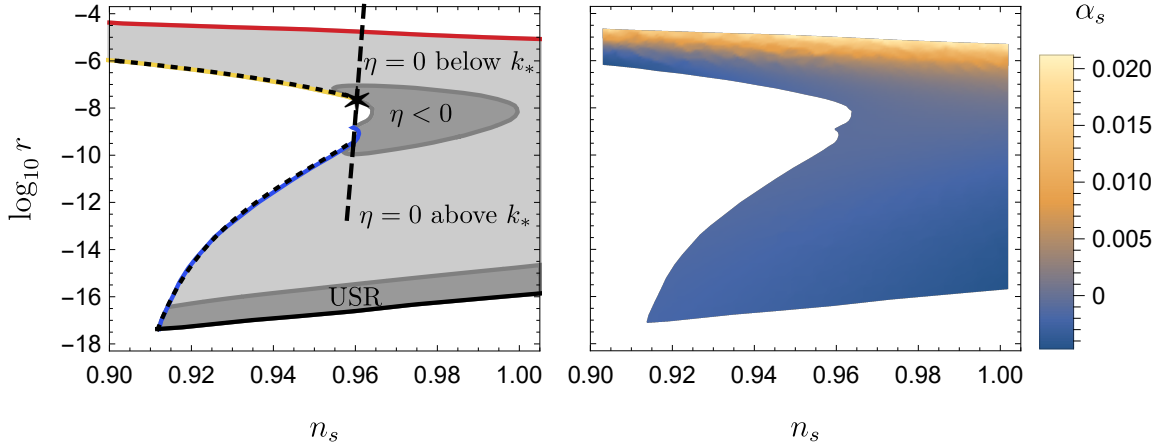 −4
−6
−8
−10
−12
−14
−16
−18
log₁₀ r
η = 0 below k*
η < 0
η = 0 above k*
USR
0.90 0.92 0.94 0.96 0.98 1.00
nₛ
0.90 0.92 0.94 0.96 0.98 1.00
nₛ
αₛ
0.020
0.015
0.010
0.005
0